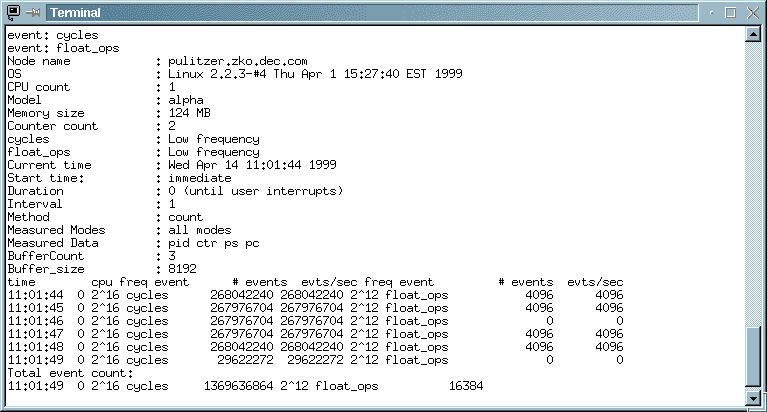 Terminal
event: cycles
event: float_ops
Node name            : pulitzer.zko.dec.com
OS                   : Linux 2.2.3-#4 Thu Apr 1 15:27:40 EST 1999
CPU count            : 1
Model                : alpha
Memory size          : 124 MB
Counter count        : 2
cycles               : Low frequency
float_ops            : Low frequency
Current time         : Wed Apr 14 11:01:44 1999
Start time:          : immediate
Duration             : 0 (until user interrupts)
Interval             : 1
Method               : count
Measured Modes       : all modes
Measured Data        : pid ctr ps pc
BufferCount          : 3
Buffer_size          : 8192
time        cpu freq event      # events  evts/sec freq event         # events  evts/sec
11:01:44  0 2^16 cycles      268042240 268042240 2^12 float_ops           4096      4096
11:01:45  0 2^16 cycles      267976704 267976704 2^12 float_ops           4096      4096
11:01:46  0 2^16 cycles      267976704 267976704 2^12 float_ops              0         0
11:01:47  0 2^16 cycles      267976704 267976704 2^12 float_ops           4096      4096
11:01:48  0 2^16 cycles      268042240 268042240 2^12 float_ops           4096      4096
11:01:49  0 2^16 cycles       29622272  29622272 2^12 float_ops              0         0
Total event count:
11:01:49  0 2^16 cycles     1369636864 2^12 float_ops          16384